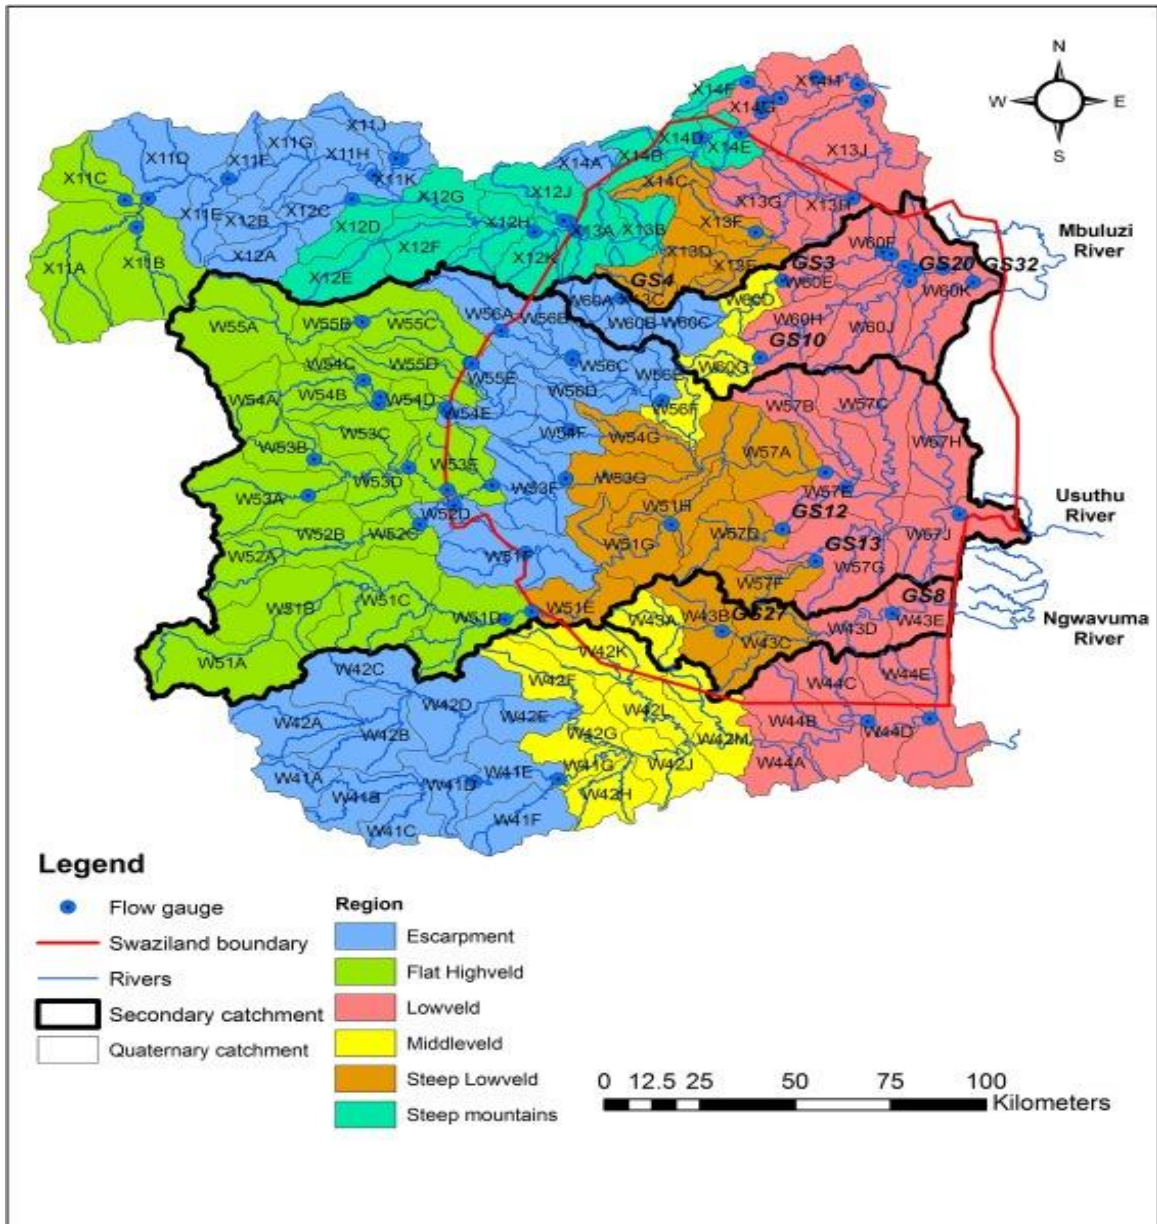 N
W E
S
X14F
X14H
X14G
X11J
X11G
X11D
X11F
X11H
X14D
X14E
X13J
X14A
X14B
X11K
X11C
X14C
X12G
X12J
X13G
X13H
X11E
X12B
X12C
X12D
X12H
X13A
X13B
X13F
Mbuluzi
River
X12A
X12F
X12K
X13D
X13E
W60F
X11A
X11B
X12E
GS4
GS3
GS20
GS32
X13C
W60A
W60D
W60E
W60K
W56A
W56B
W60B
W60C
W55A
W55B
W55C
W60H
W60J
GS10
W54C
W55D
W55E
W56C
W56E
W60G
W54A
W54B
W54D
W54E
W56D
W56F
W57B
W57C
W53B
W53C
W54F
W54G
W57H
W53A
W53D
W53E
W53F
W53G
W57A
W57E
Usuthu
River
W52D
W51H
GS12
W52A
W52B
W52C
W51G
W57D
GS13
W57J
W51F
W57G
W57F
W51B
W51C
W51D
W51E
GS8
W43A
W43B
GS27
W43D
W43E
Ngwavuma
River
W51A
W42C
W42K
W43C
W42F
W44C
W44E
W42A
W42D
W42E
W42L
W44B
W42B
W42G
W42M
W44D
W41A
W41D
W41E
W41G
W42J
W44A
W41B
W42H
W41C
W41F
Legend
Flow gauge
Swaziland boundary
Rivers
Secondary catchment
Quaternary catchment
Region
Escarpment
Flat Highveld
Lowveld
Middleveld
Steep Lowveld
Steep mountains
0 12.5 25 50 75 100
Kilometers